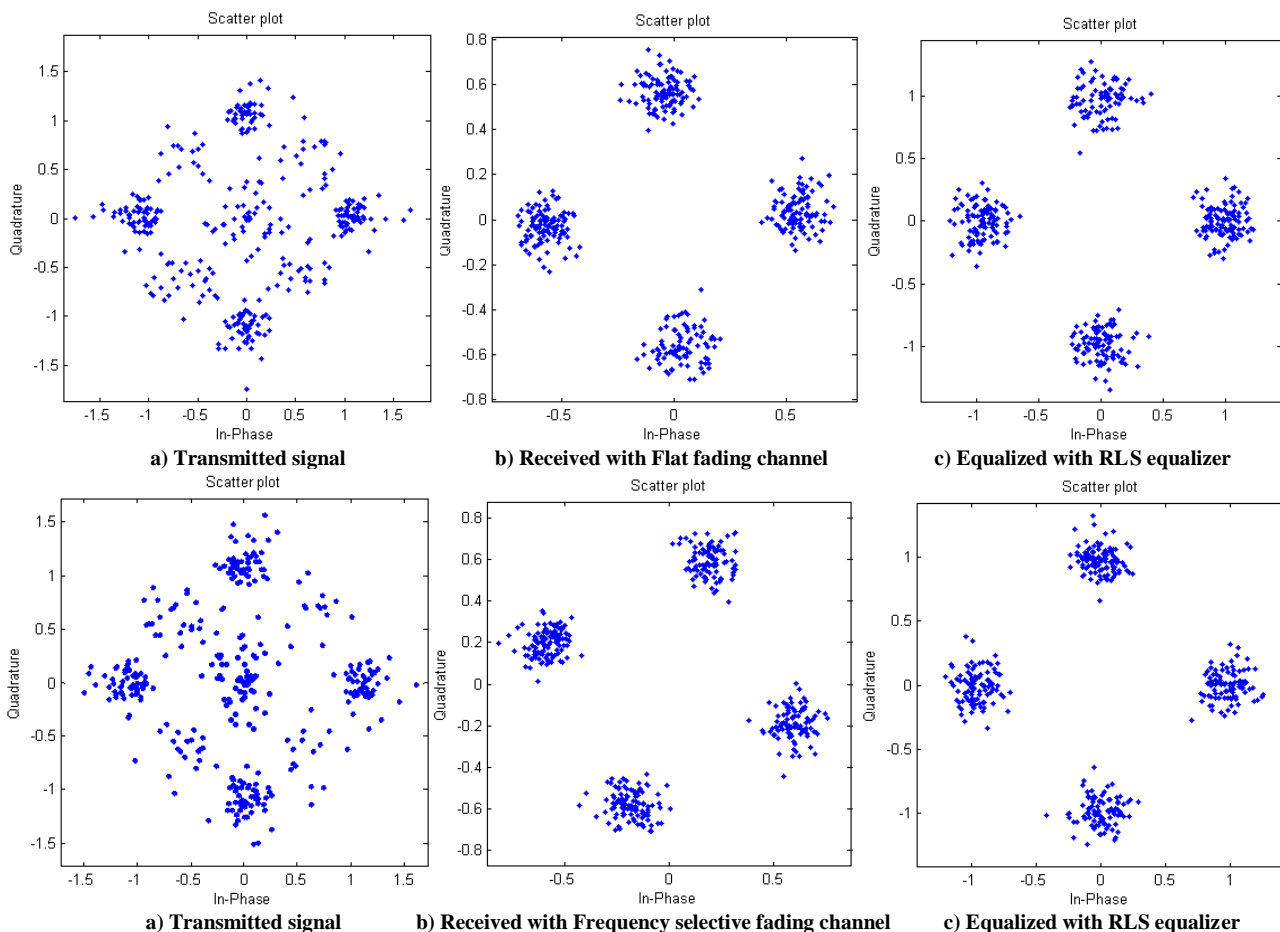 Scatter plot
Scatter plot
Scatter plot
1.5
1
0.5
0
-0.5
-1
-1.5
Quadrature
-1.5 -1 -0.5 0 0.5 1 1.5
In-Phase
0.8
0.6
0.4
0.2
0
-0.2
-0.4
-0.6
-0.8
Quadrature
-0.5 0 0.5
In-Phase
1
0.5
0
-0.5
-1
Quadrature
-1 -0.5 0 0.5 1
In-Phase
a) Transmitted signal
b) Received with Flat fading channel
c) Equalized with RLS equalizer
Scatter plot
Scatter plot
Scatter plot
1.5
1
0.5
0
-0.5
-1
-1.5
Quadrature
-1.5 -1 -0.5 0 0.5 1 1.5
In-Phase
0.8
0.6
0.4
0.2
0
-0.2
-0.4
-0.6
-0.8
Quadrature
-0.5 0 0.5
In-Phase
1
0.5
0
-0.5
-1
Quadrature
-1 -0.5 0 0.5 1
In-Phase
a) Transmitted signal
b) Received with Frequency selective fading channel
c) Equalized with RLS equalizer